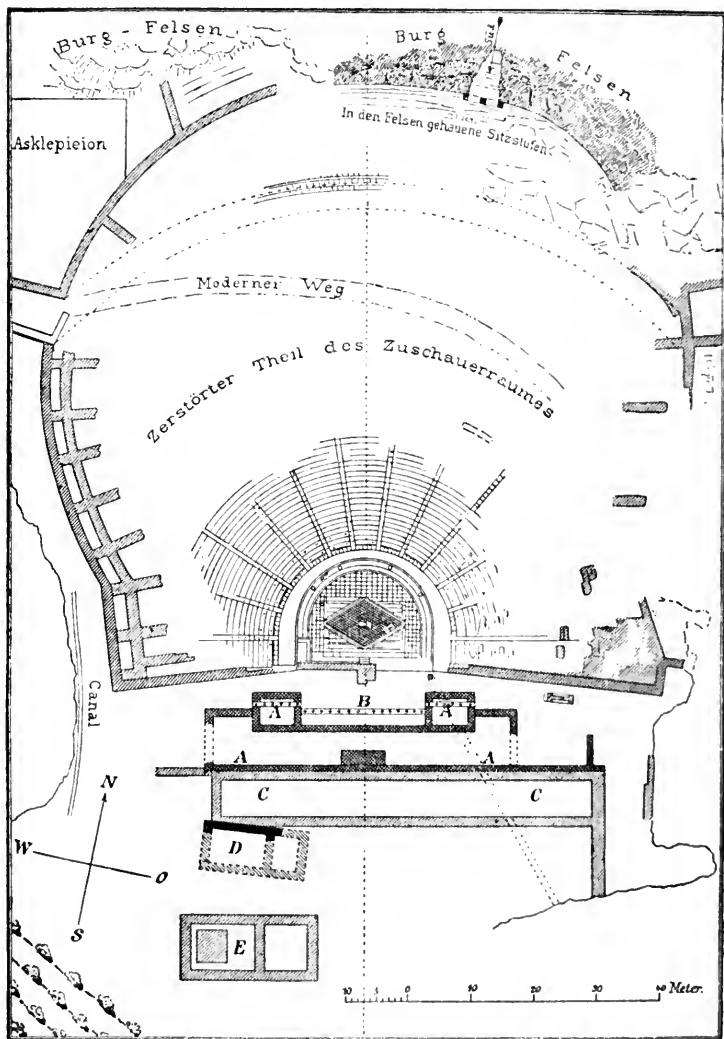 Burg - Felsen
Burg Felsen
Asklepieion
In den Felsen gehauene Sitzstufen
Moderner Weg
Zerstörter Theil des Zuschauerraumes
Canal
A B A
A A
C C
D
E
N
W O
S
10 5 0 10 20 30 40 Meter.